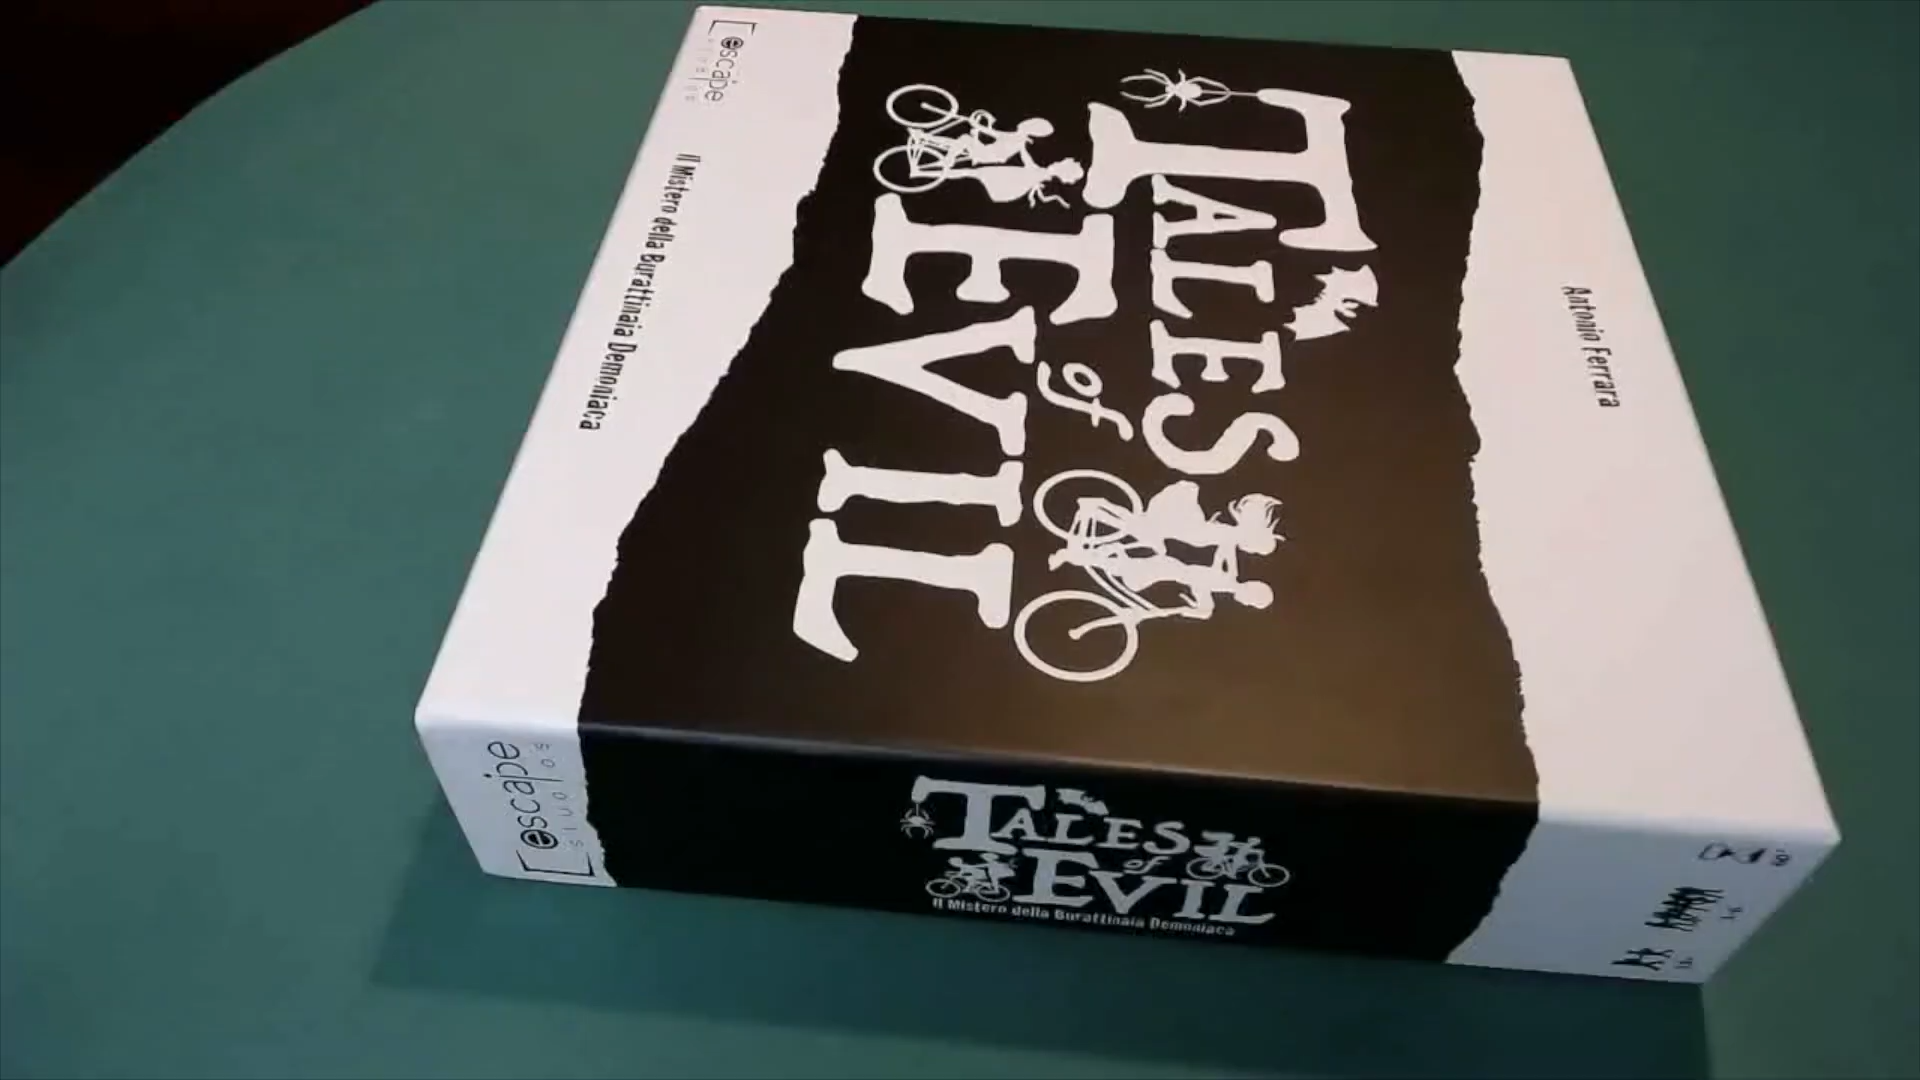 Antonio Ferrara
TALES
of
EVIL
Il Mistero della Burattinaia Demoniaca
escape
studios
TALES
of
EVIL
Il Mistero della Burattinaia Demoniaca
escape
studios